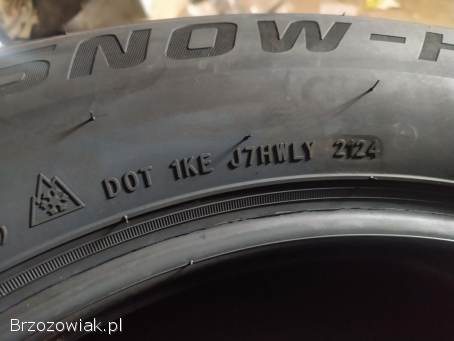 SNOW-H
DOT 1KE J7HWLY 2124
Brzozowiak.pl